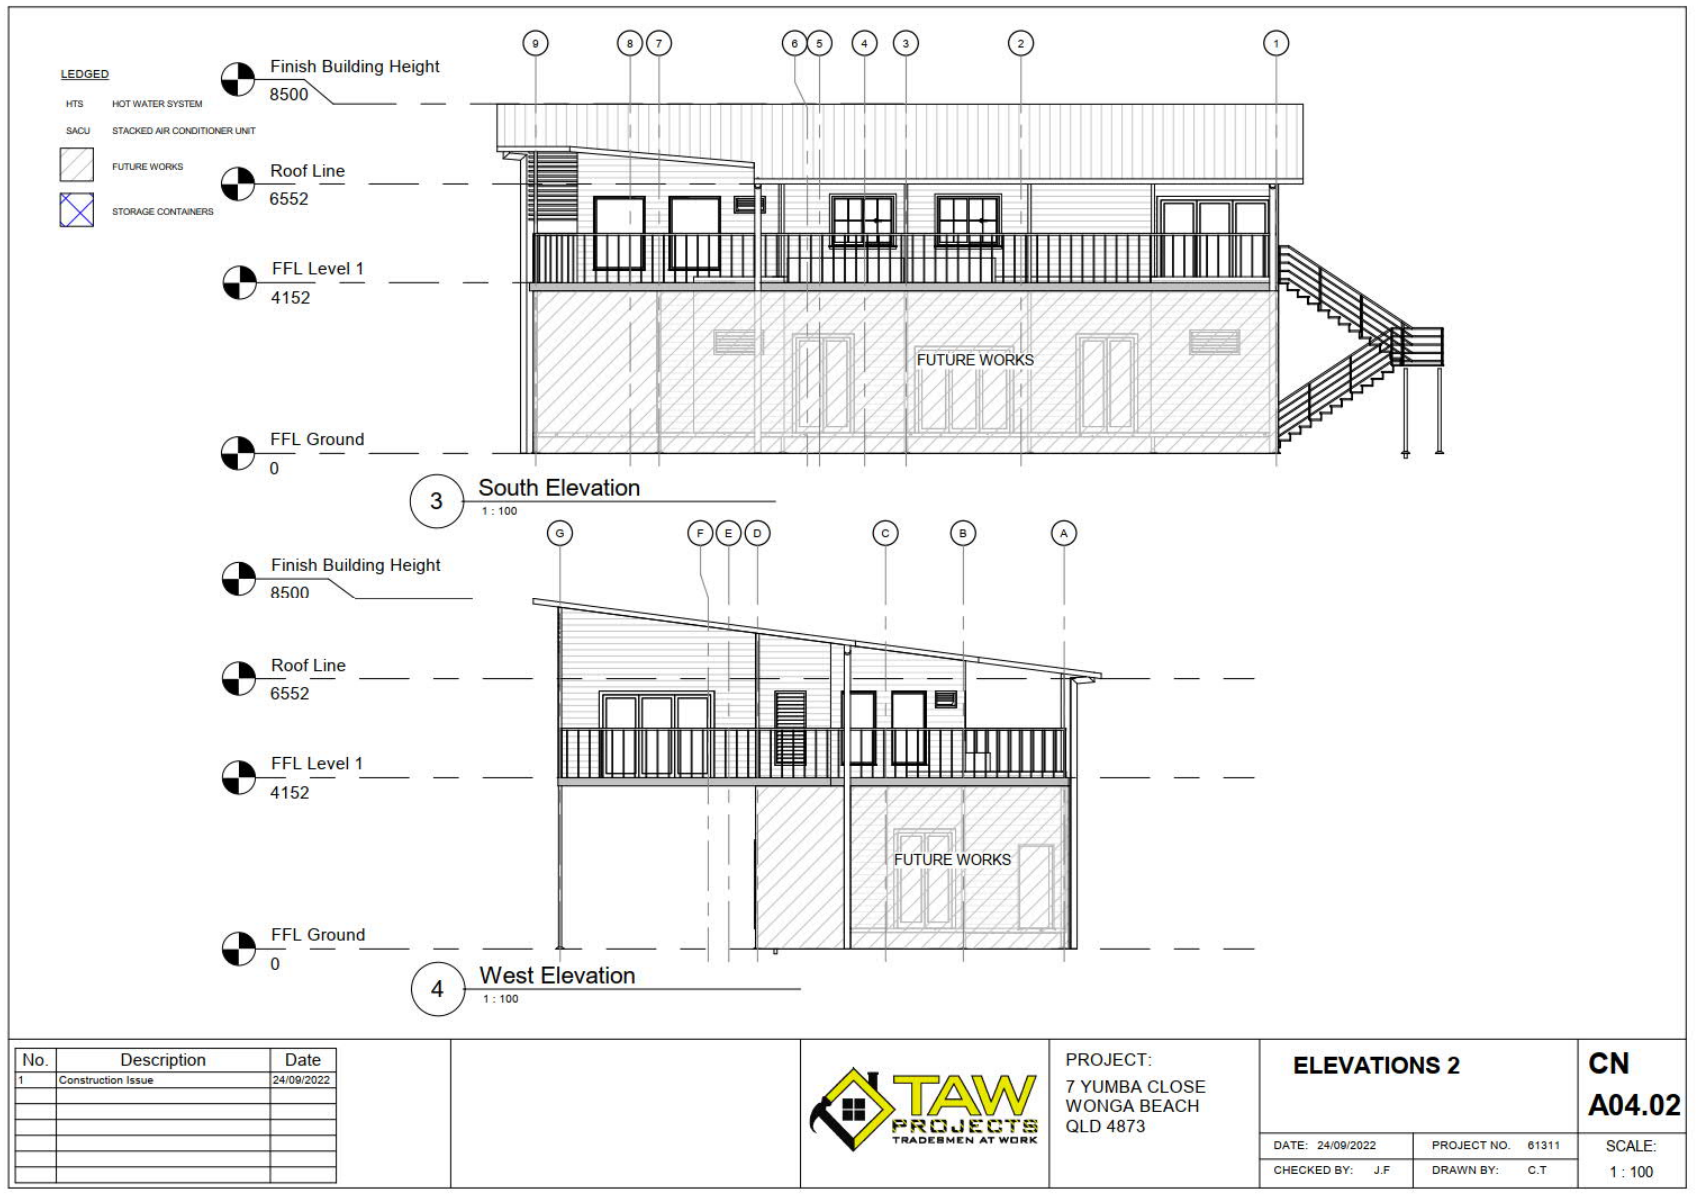 LEDGED
HTS HOT WATER SYSTEM
SACU STACKED AIR CONDITIONER UNIT
FUTURE WORKS
STORAGE CONTAINERS
9 8 7 6 5 4 3 2 1
Finish Building Height
8500
Roof Line
6552
FFL Level 1
4152
FUTURE WORKS
FFL Ground
0
3 South Elevation
1 : 100
G F E D C B A
Finish Building Height
8500
Roof Line
6552
FFL Level 1
4152
FUTURE WORKS
FFL Ground
0
4 West Elevation
1 : 100
No. Description Date
1 Construction Issue 24/09/2022
TAW
PROJECTS
TRADESMEN AT WORK
PROJECT:
7 YUMBA CLOSE
WONGA BEACH
QLD 4873
ELEVATIONS 2
DATE: 24/09/2022 PROJECT NO. 61311
CHECKED BY: J.F DRAWN BY: C.T
CN
A04.02
SCALE:
1 : 100